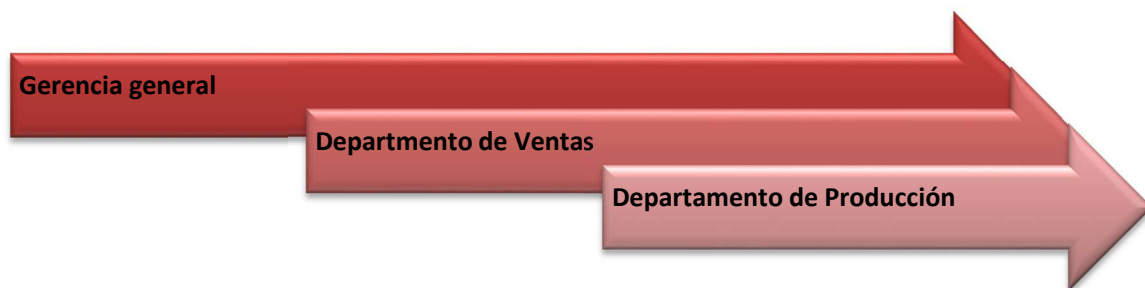 Gerencia general
Departmento de Ventas
Departamento de Producción